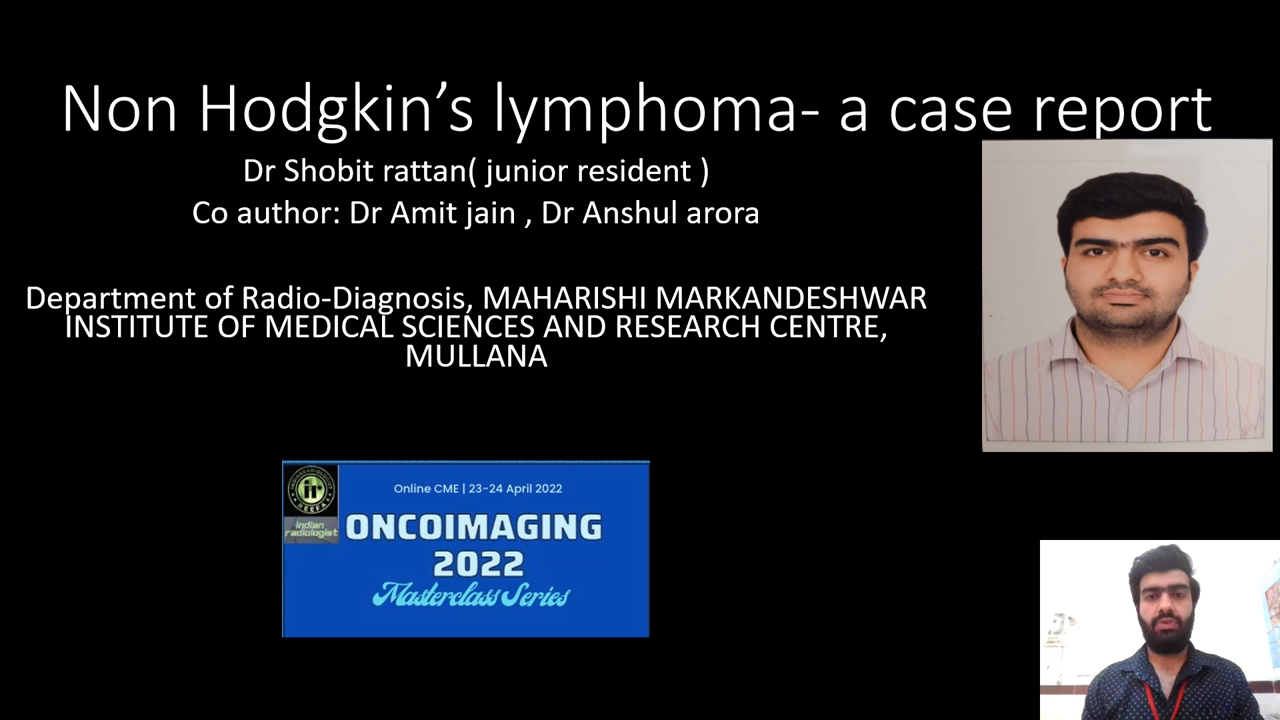 Non Hodgkin’s lymphoma- a case report
Dr Shobit rattan( junior resident )
Co author: Dr Amit jain , Dr Anshul arora
Department of Radio-Diagnosis, MAHARISHI MARKANDESHWAR
INSTITUTE OF MEDICAL SCIENCES AND RESEARCH CENTRE,
MULLANA
Online CME | 23-24 April 2022
ir
indian
radiologist
ONCOIMAGING
2022
Masterclass Series